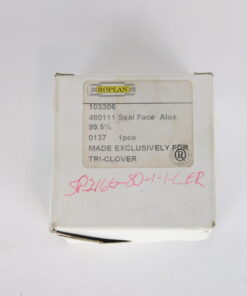 ROPLAN
103306
460111 Seal Face Alox
99.5%
0137 1pce.
MADE EXCLUSIVELY FOR
TRI-CLOVER
SP216G-80-1-1-CER